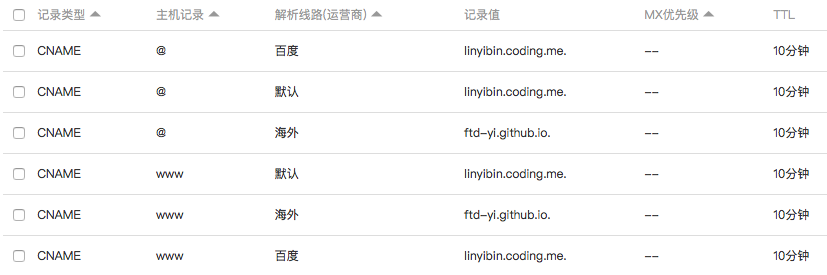 记录类型 主机记录 解析线路(运营商) 记录值 MX优先级 TTL
CNAME @ 百度 linyibin.coding.me. -- 10分钟
CNAME @ 默认 linyibin.coding.me. -- 10分钟
CNAME @ 海外 ftd-yi.github.io. -- 10分钟
CNAME www 默认 linyibin.coding.me. -- 10分钟
CNAME www 海外 ftd-yi.github.io. -- 10分钟
CNAME www 百度 linyibin.coding.me. -- 10分钟